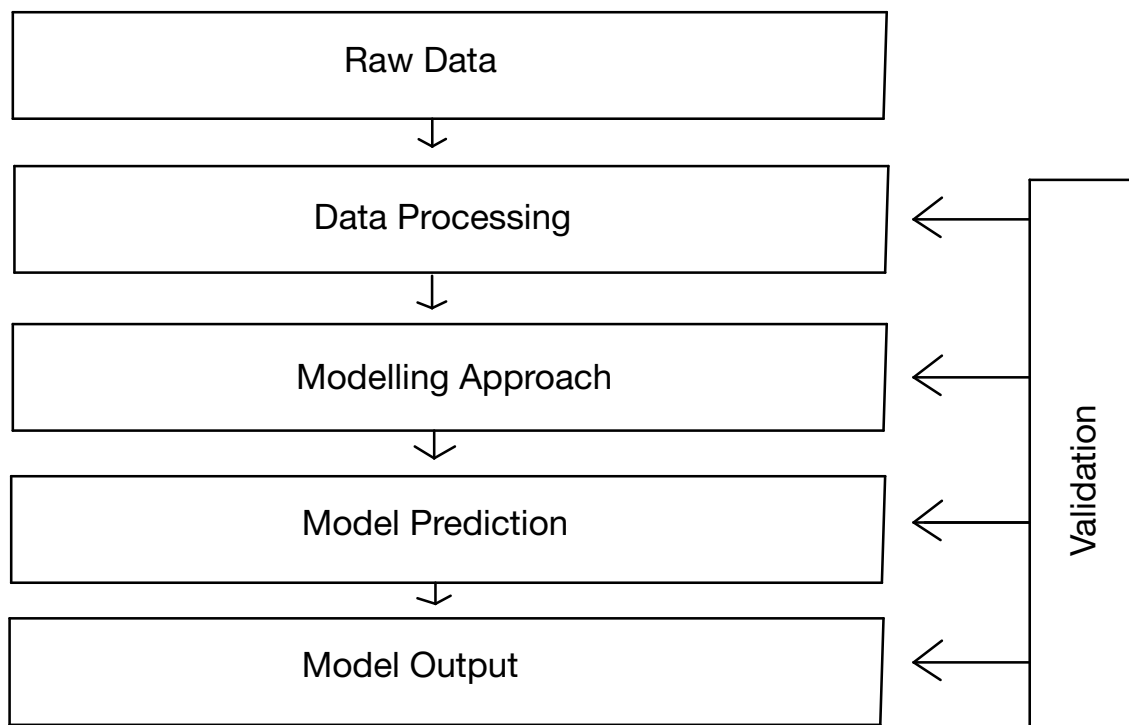 Raw Data
Data Processing
Modelling Approach
Model Prediction
Model Output
Validation